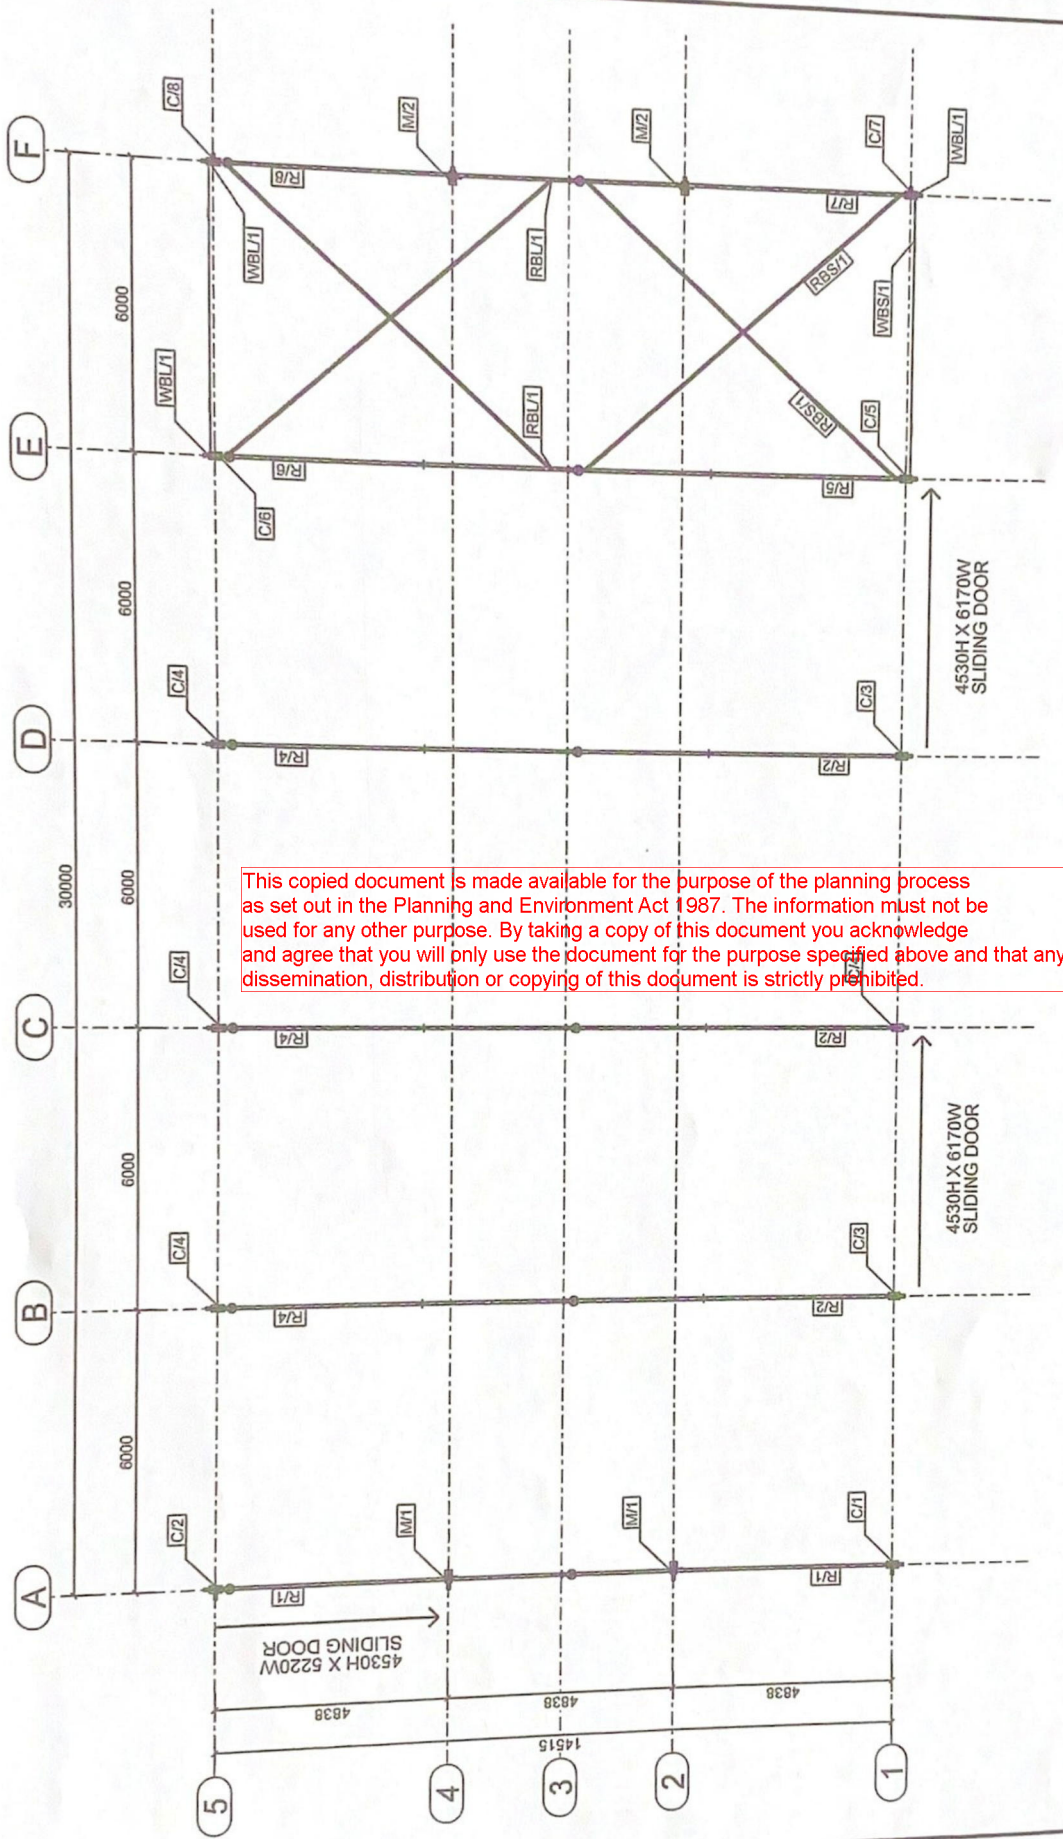 F
E
D
C
B
A
30000
6000
6000
6000
6000
6000
C/8
M/2
M/2
C/7
WBL/1
R/8
WBL/1
RBL/1
R/7
RBS/1
WBS/1
WBL/1
R/6
RBL/1
RBS/1
C/5
C/6
R/5
4530H X 6170W
SLIDING DOOR
C/4
R/4
C/3
R/2
This copied document is made available for the purpose of the planning process
as set out in the Planning and Environment Act 1987. The information must not be
used for any other purpose. By taking a copy of this document you acknowledge
and agree that you will only use the document for the purpose specified above and that any
dissemination, distribution or copying of this document is strictly prohibited.
C/4
R/4
R/2
4530H X 6170W
SLIDING DOOR
C/4
R/4
C/3
R/2
C/2
R/1
M/1
M/1
C/1
R/1
4530H X 5220W
SLIDING DOOR
4838
4838
4838
14515
5
4
3
2
1